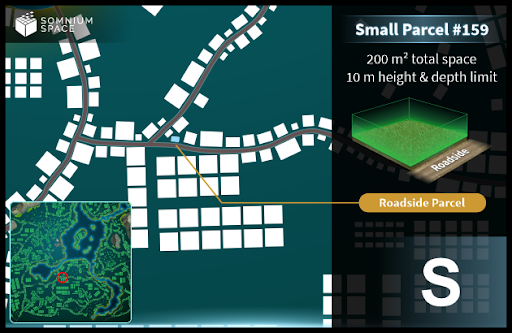 SOMNIUM
SPACE
Small Parcel #159
200 m² total space
10 m height & depth limit
Roadside
Roadside Parcel
S